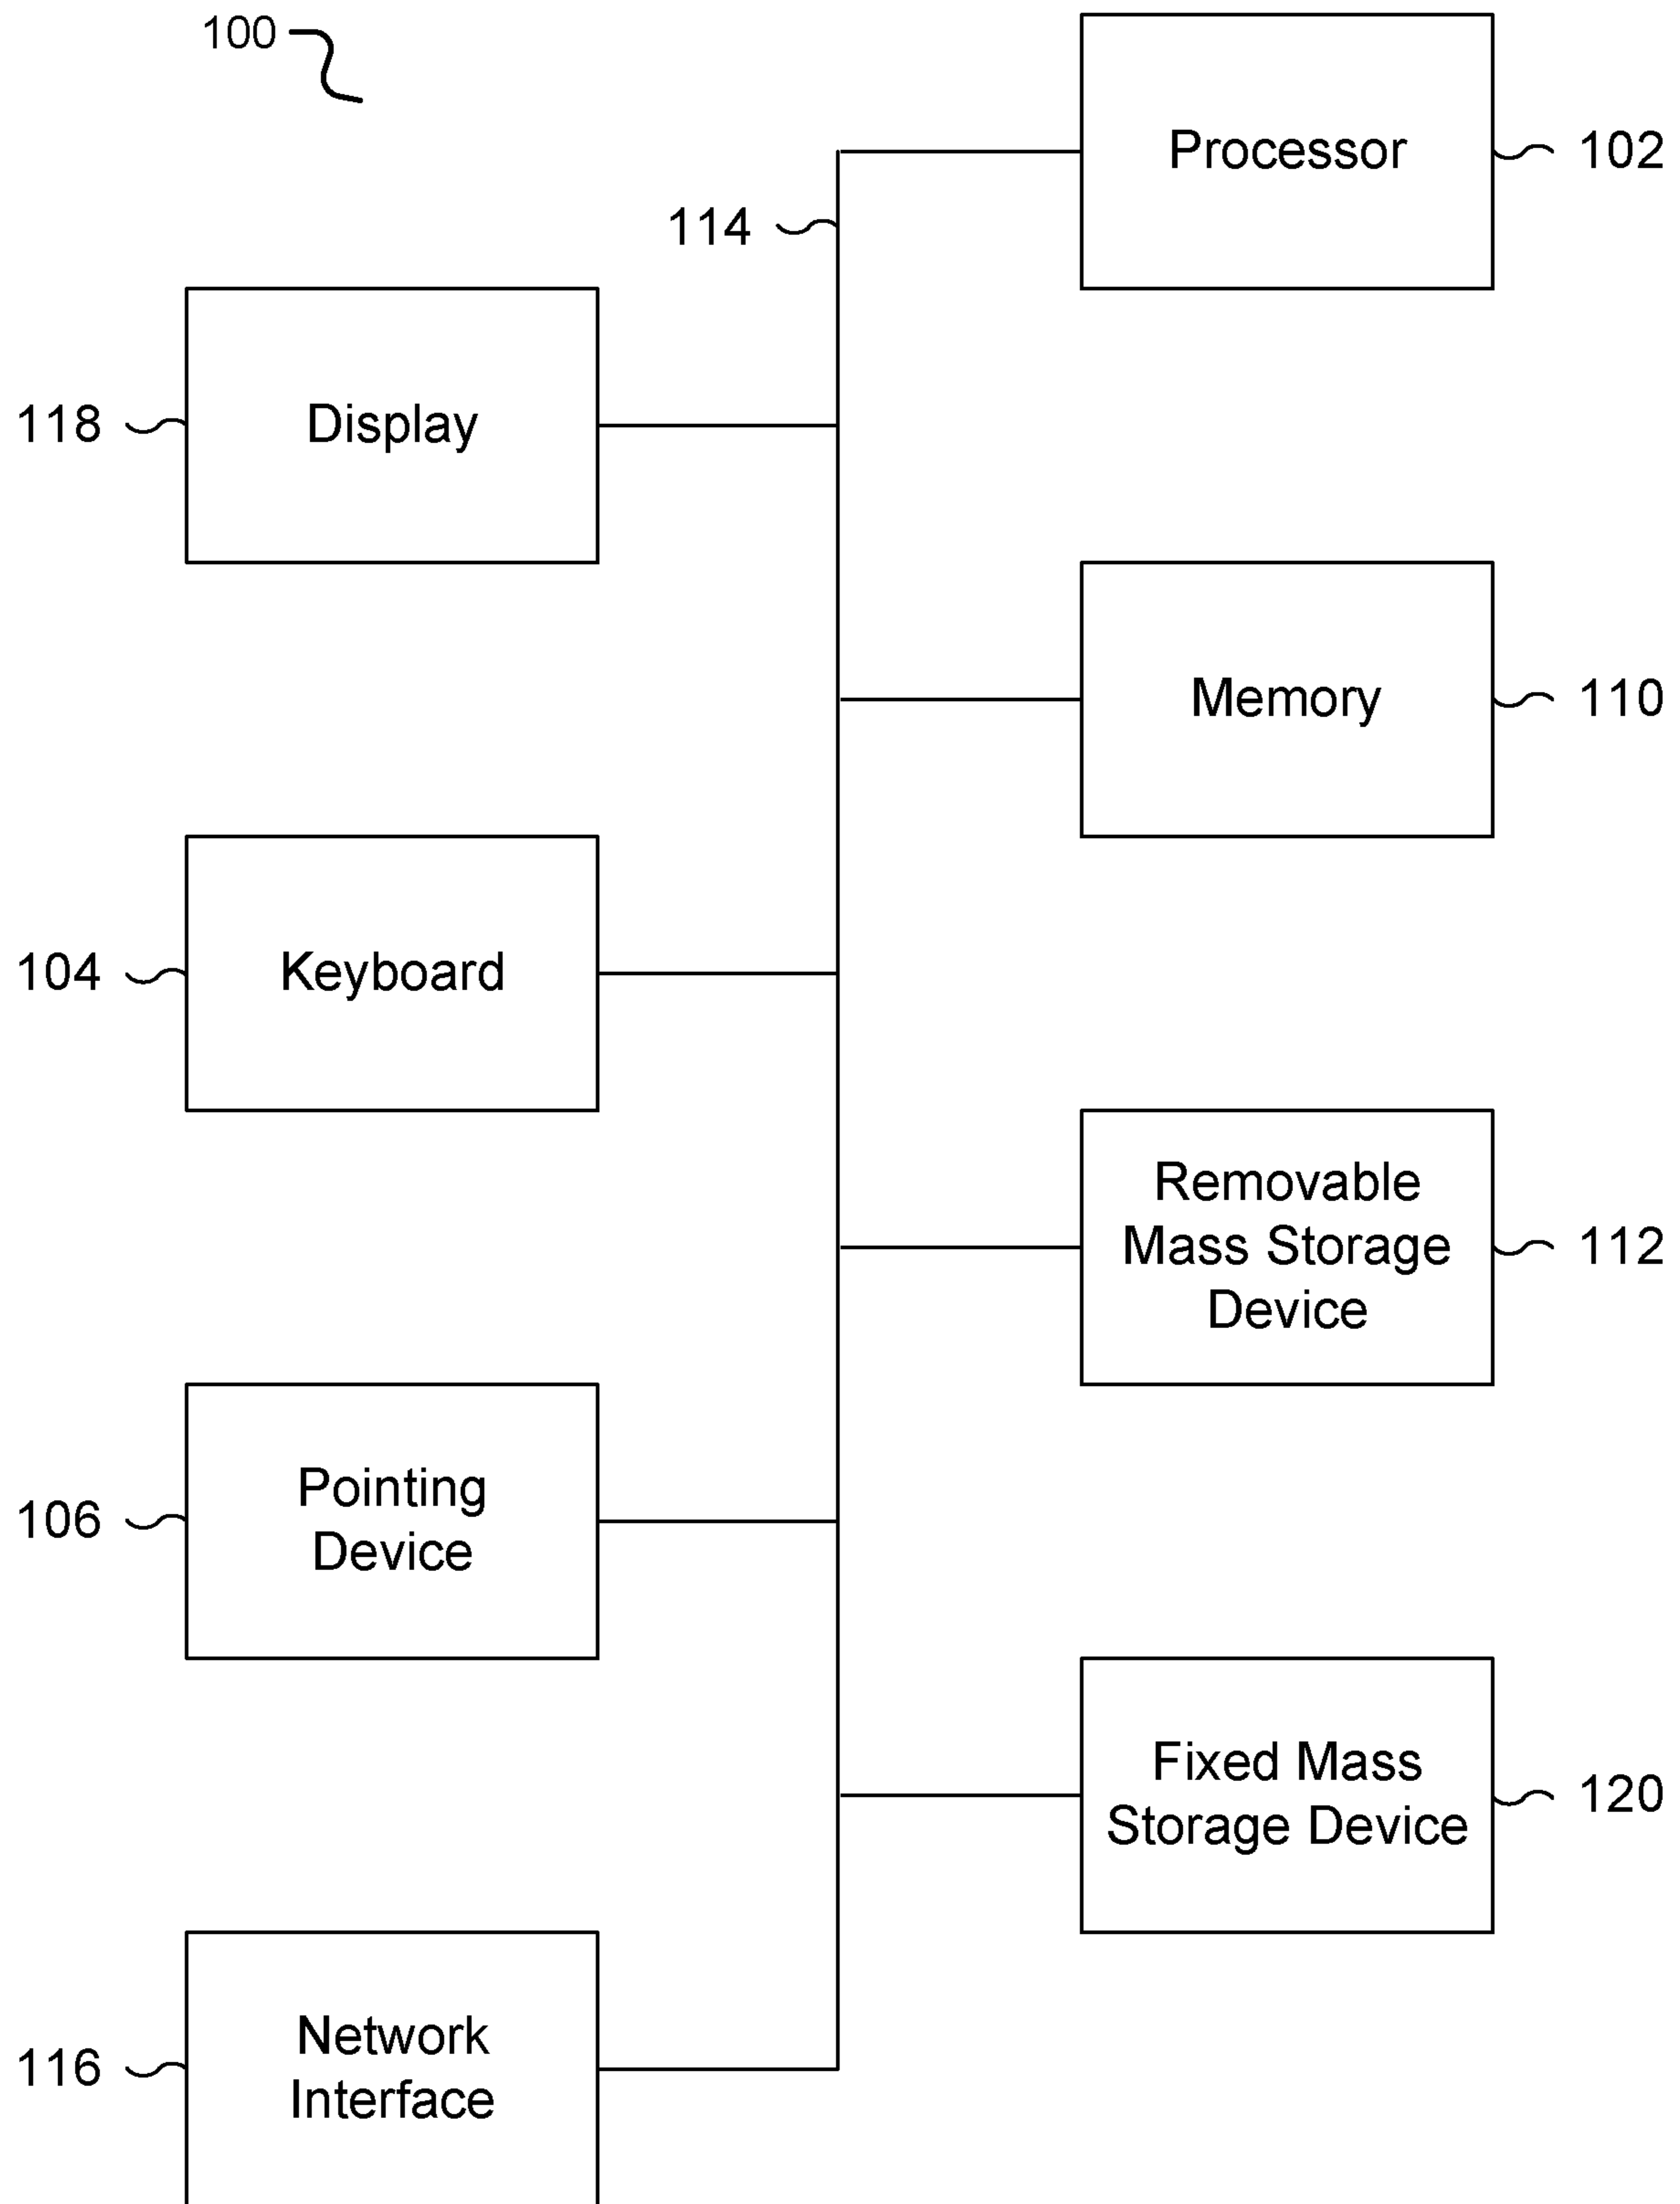 100
Processor
102
114
118
Display
Memory
110
104
Keyboard
Removable
Mass Storage
Device
112
106
Pointing
Device
Fixed Mass
Storage Device
120
116
Network
Interface